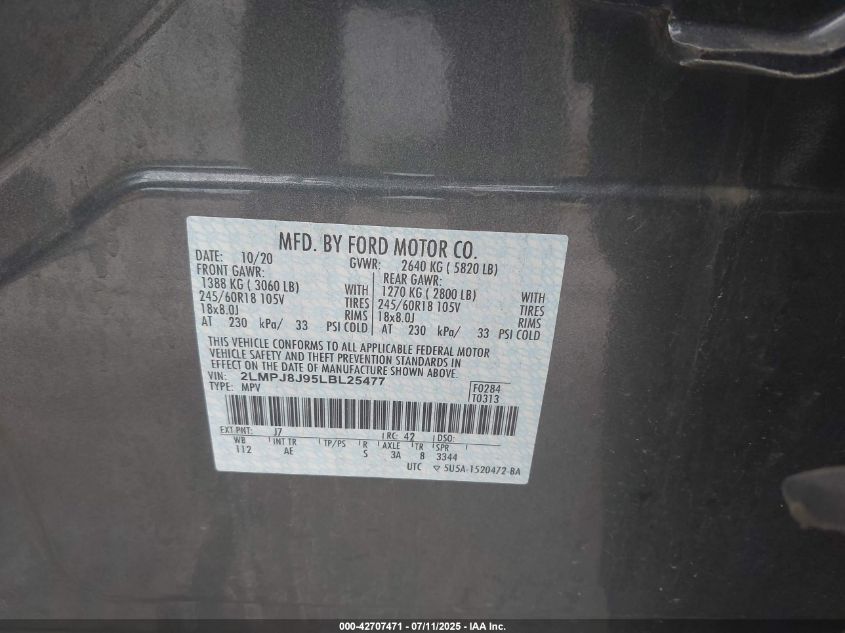 MFD. BY FORD MOTOR CO.
DATE: 10/20 GVWR: 2640 KG ( 5820 LB)
FRONT GAWR: REAR GAWR:
1388 KG ( 3060 LB) WITH 1270 KG ( 2800 LB) WITH
245/60R18 105V TIRES 245/60R18 105V TIRES
18x8.0J RIMS 18x8.0J RIMS
AT 230 kPa/ 33 PSI COLD AT 230 kPa/ 33 PSI COLD
THIS VEHICLE CONFORMS TO ALL APPLICABLE FEDERAL MOTOR
VEHICLE SAFETY AND THEFT PREVENTION STANDARDS IN
EFFECT ON THE DATE OF MANUFACTURE SHOWN ABOVE.
VIN: 2LMPJ8J95LBL25477 F0284
TYPE: MPV T0313
EXT PNT: J7 RC: 42 DSO:
WB INT TR TP/PS R AXLE TR SPR
112 AE S 3A 8 3344
UTC ▽ 5U5A-1520472-BA
000-42707471 - 07/11/2025 - IAA Inc.